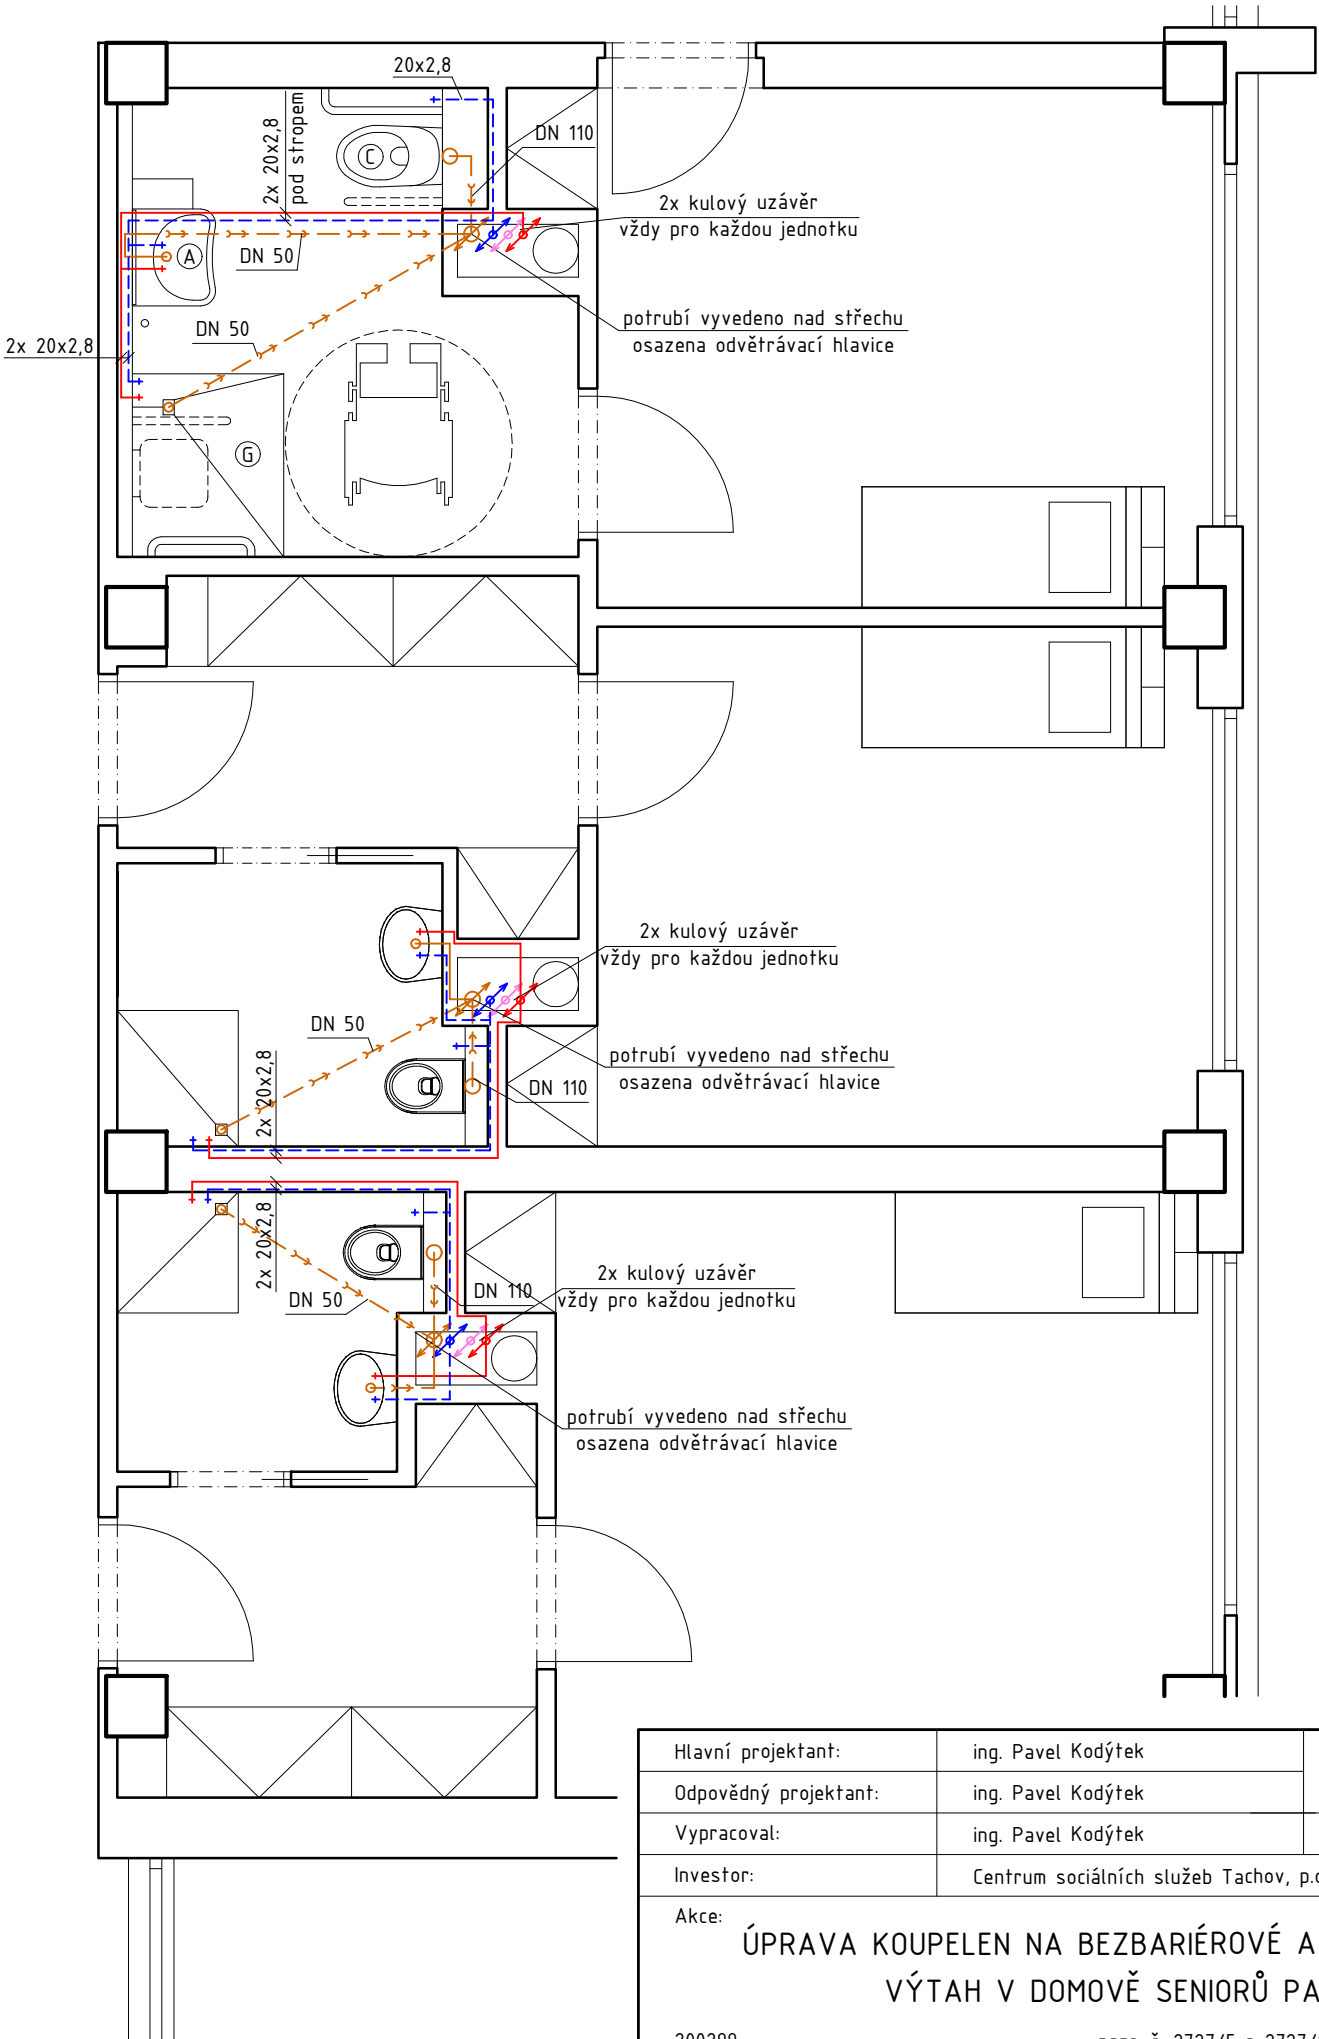 20x2,8
2x 20x2,8
pod stropem
DN 110
C
2x kulový uzávěr
vždy pro každou jednotku
A
DN 50
potrubí vyvedeno nad střechu
osazena odvětrávací hlavice
DN 50
2x 20x2,8
G
2x kulový uzávěr
vždy pro každou jednotku
DN 50
potrubí vyvedeno nad střechu
osazena odvětrávací hlavice
2x 20x2,8
DN 110
2x 20x2,8
DN 50
DN 110
2x kulový uzávěr
vždy pro každou jednotku
potrubí vyvedeno nad střechu
osazena odvětrávací hlavice
Hlavní projektant: ing. Pavel Kodýtek
Odpovědný projektant: ing. Pavel Kodýtek
Vypracoval: ing. Pavel Kodýtek
Investor: Centrum sociálních služeb Tachov, p.o
Akce:
ÚPRAVA KOUPELEN NA BEZBARIÉROVÉ A
VÝTAH V DOMOVĚ SENIORŮ PA